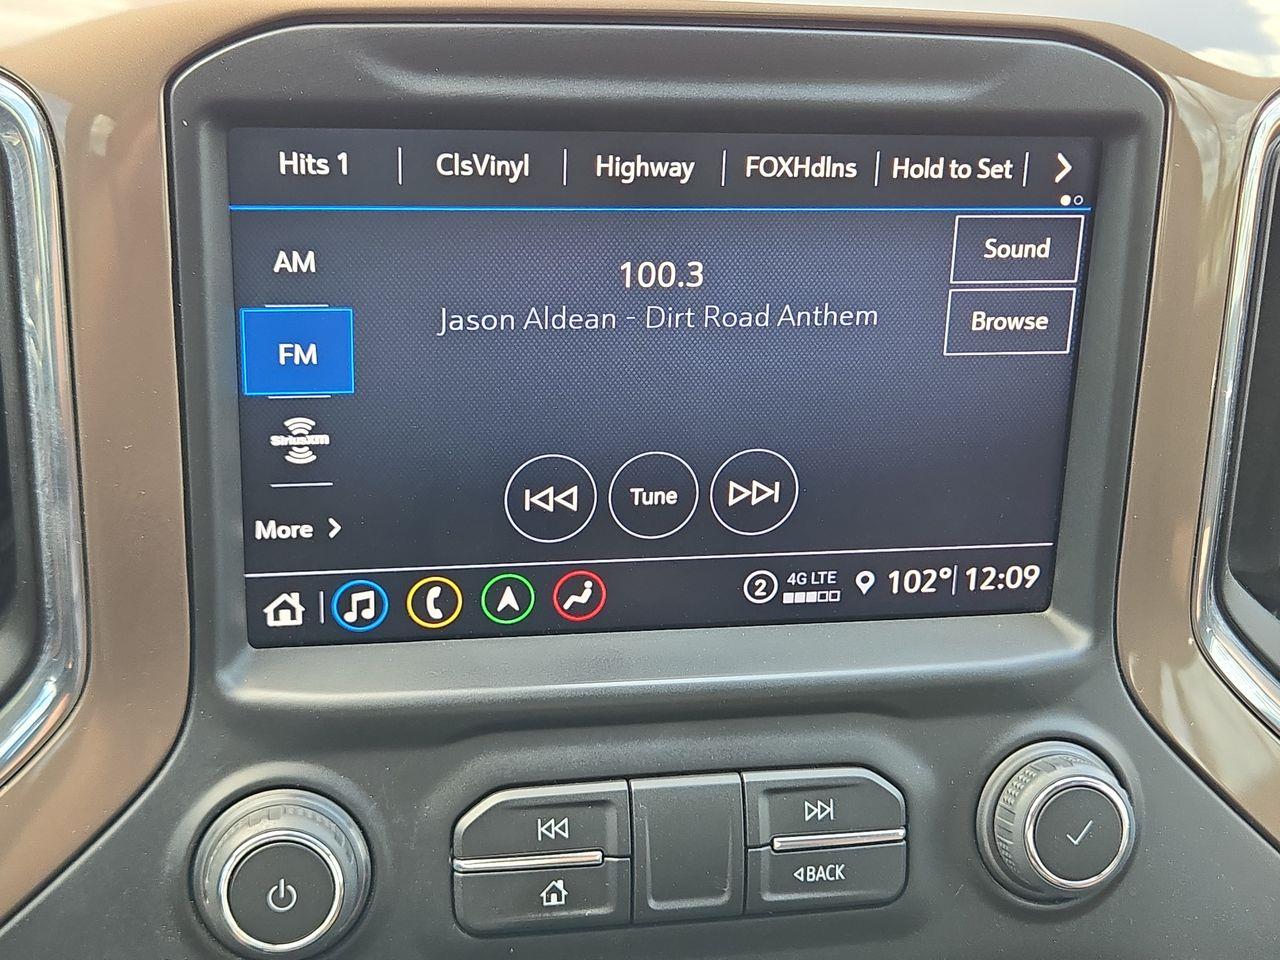 Hits 1 ClsVinyl Highway FOXHdlns Hold to Set
Sound
AM
100.3
Jason Aldean - Dirt Road Anthem
Browse
FM
SiriusXM
Tune
More
2 4G LTE 102° 12:09
BACK